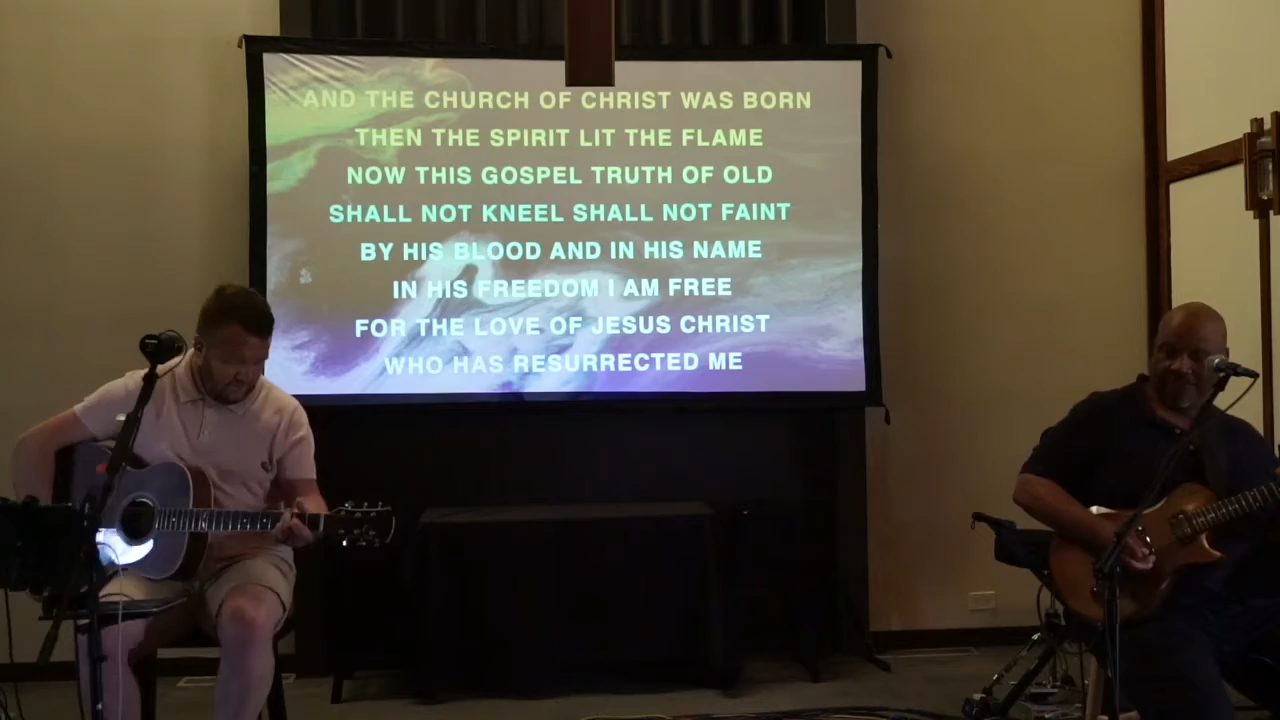 AND THE CHURCH OF CHRIST WAS BORN
THEN THE SPIRIT LIT THE FLAME
NOW THIS GOSPEL TRUTH OF OLD
SHALL NOT KNEEL SHALL NOT FAINT
BY HIS BLOOD AND IN HIS NAME
IN HIS FREEDOM I AM FREE
FOR THE LOVE OF JESUS CHRIST
WHO HAS RESURRECTED ME